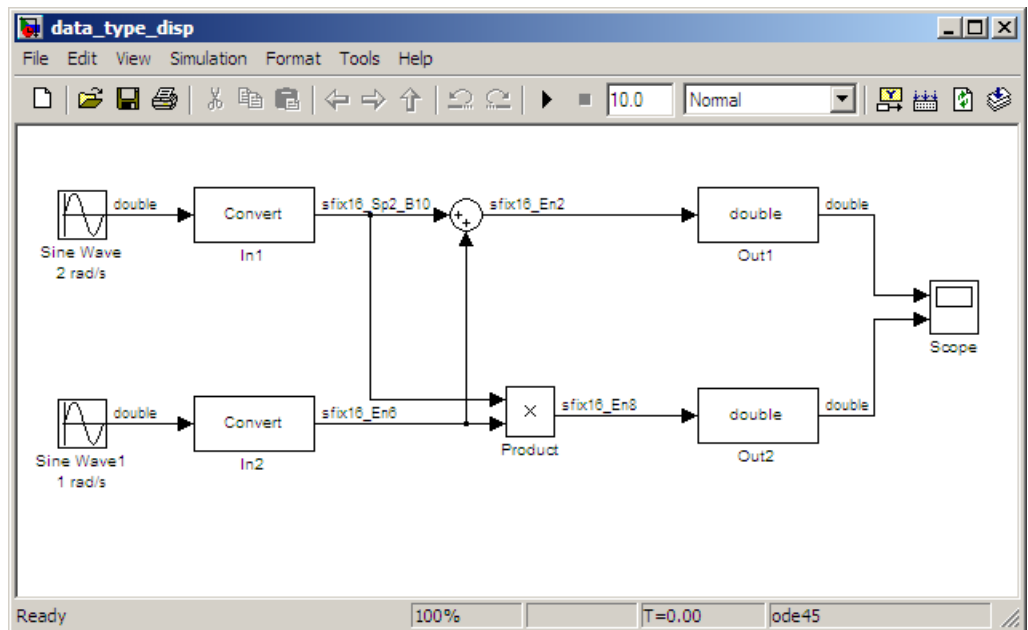 data_type_disp
File Edit View Simulation Format Tools Help
10.0 Normal
double sfix16_Sp2_B10 sfix16_En2 double
Convert double
Sine Wave In1 Out1
2 rad/s
Scope
double sfix16_En6 sfix16_En8 double
Convert × double
Sine Wave1 In2 Product Out2
1 rad/s
Ready 100% T=0.00 ode45